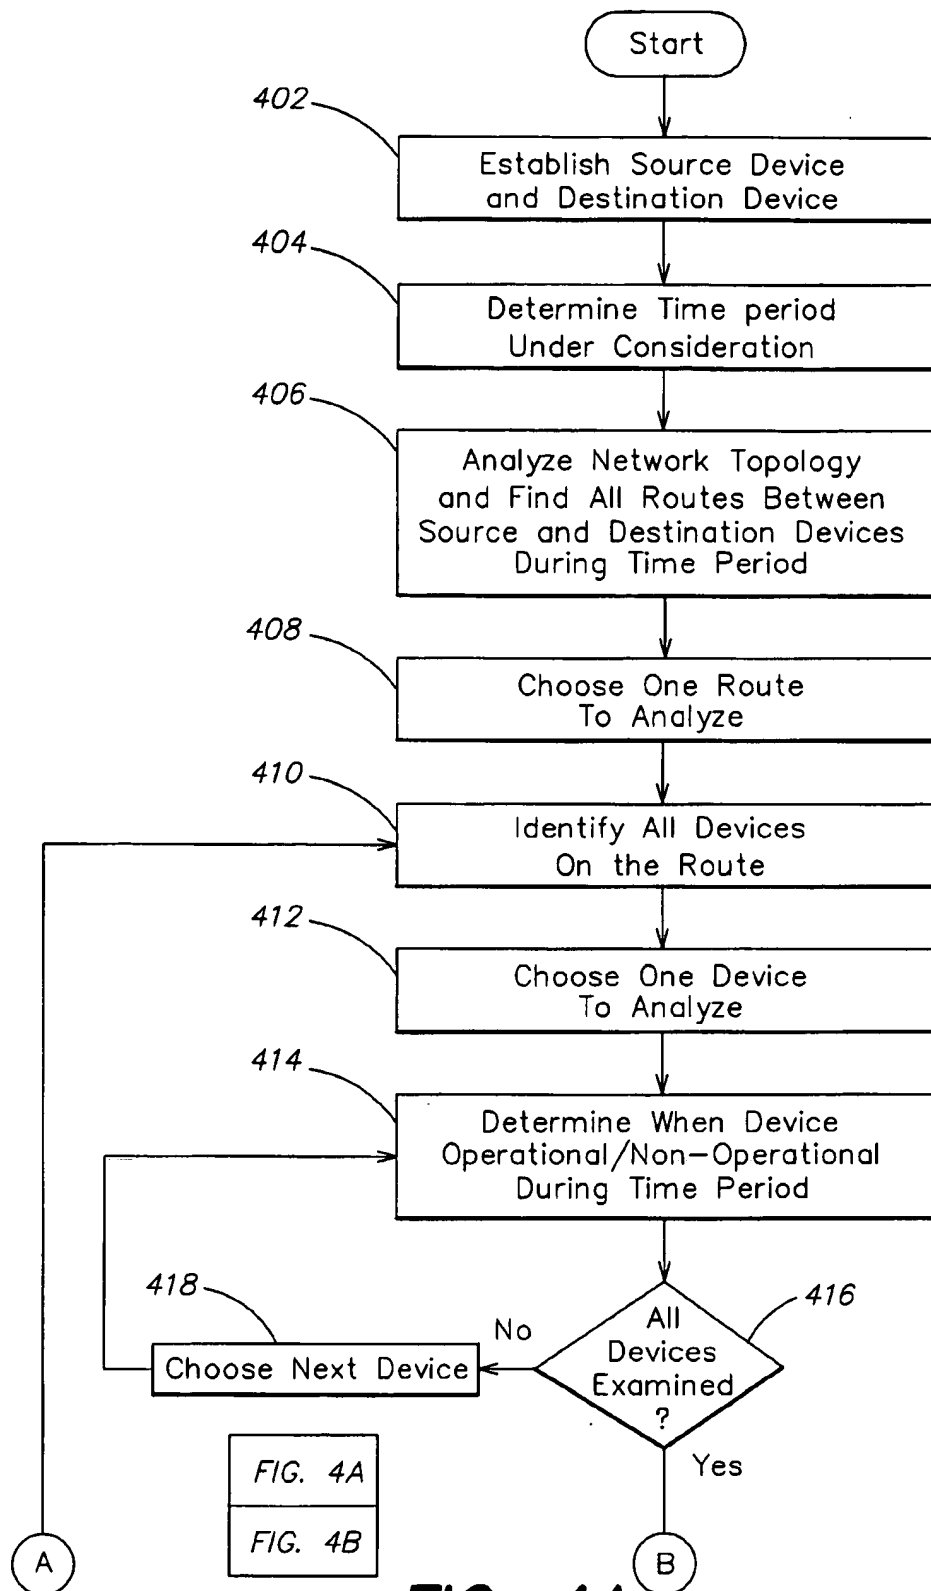 Start
402
Establish Source Device
and Destination Device
404
Determine Time period
Under Consideration
406
Analyze Network Topology
and Find All Routes Between
Source and Destination Devices
During Time Period
408
Choose One Route
To Analyze
410
Identify All Devices
On the Route
412
Choose One Device
To Analyze
414
Determine When Device
Operational/Non-Operational
During Time Period
418
416
All
Devices
Examined
?
No
Choose Next Device
Yes
FIG. 4A
FIG. 4B
A
B